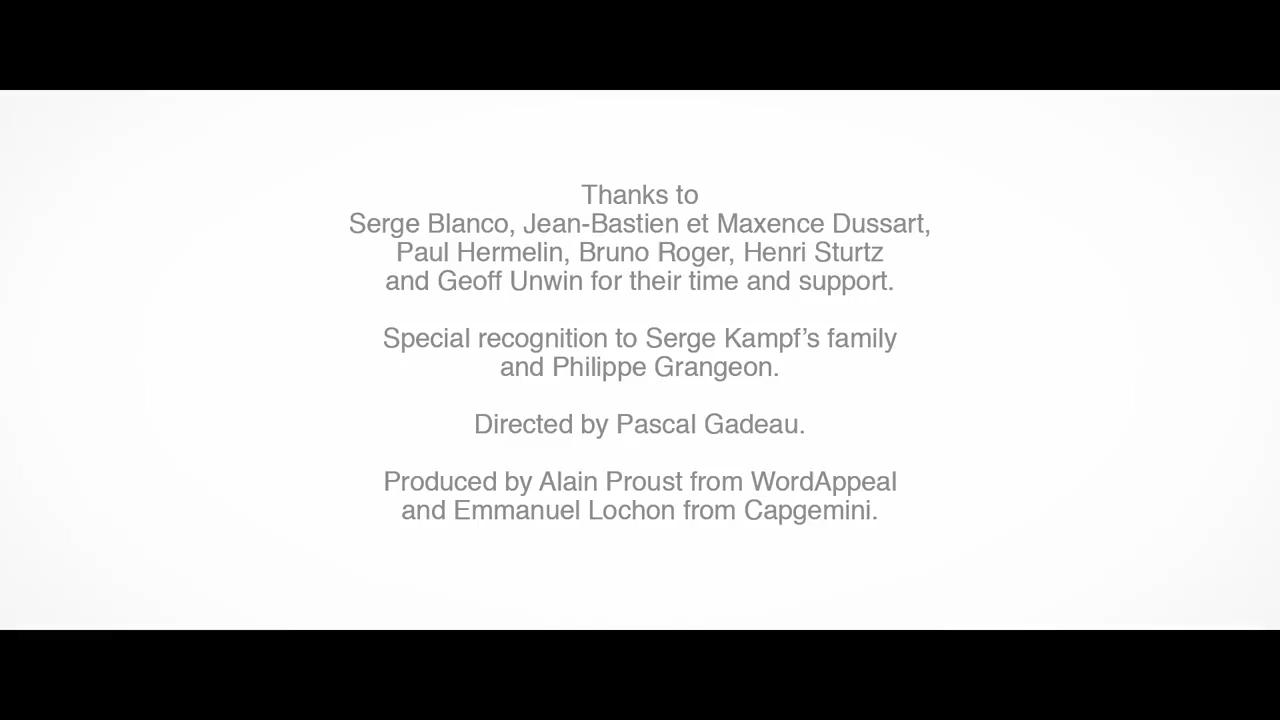 Thanks to
Serge Blanco, Jean-Bastien et Maxence Dussart,
Paul Hermelin, Bruno Roger, Henri Sturtz
and Geoff Unwin for their time and support.
Special recognition to Serge Kampf’s family
and Philippe Grangeon.
Directed by Pascal Gadeau.
Produced by Alain Proust from WordAppeal
and Emmanuel Lochon from Capgemini.